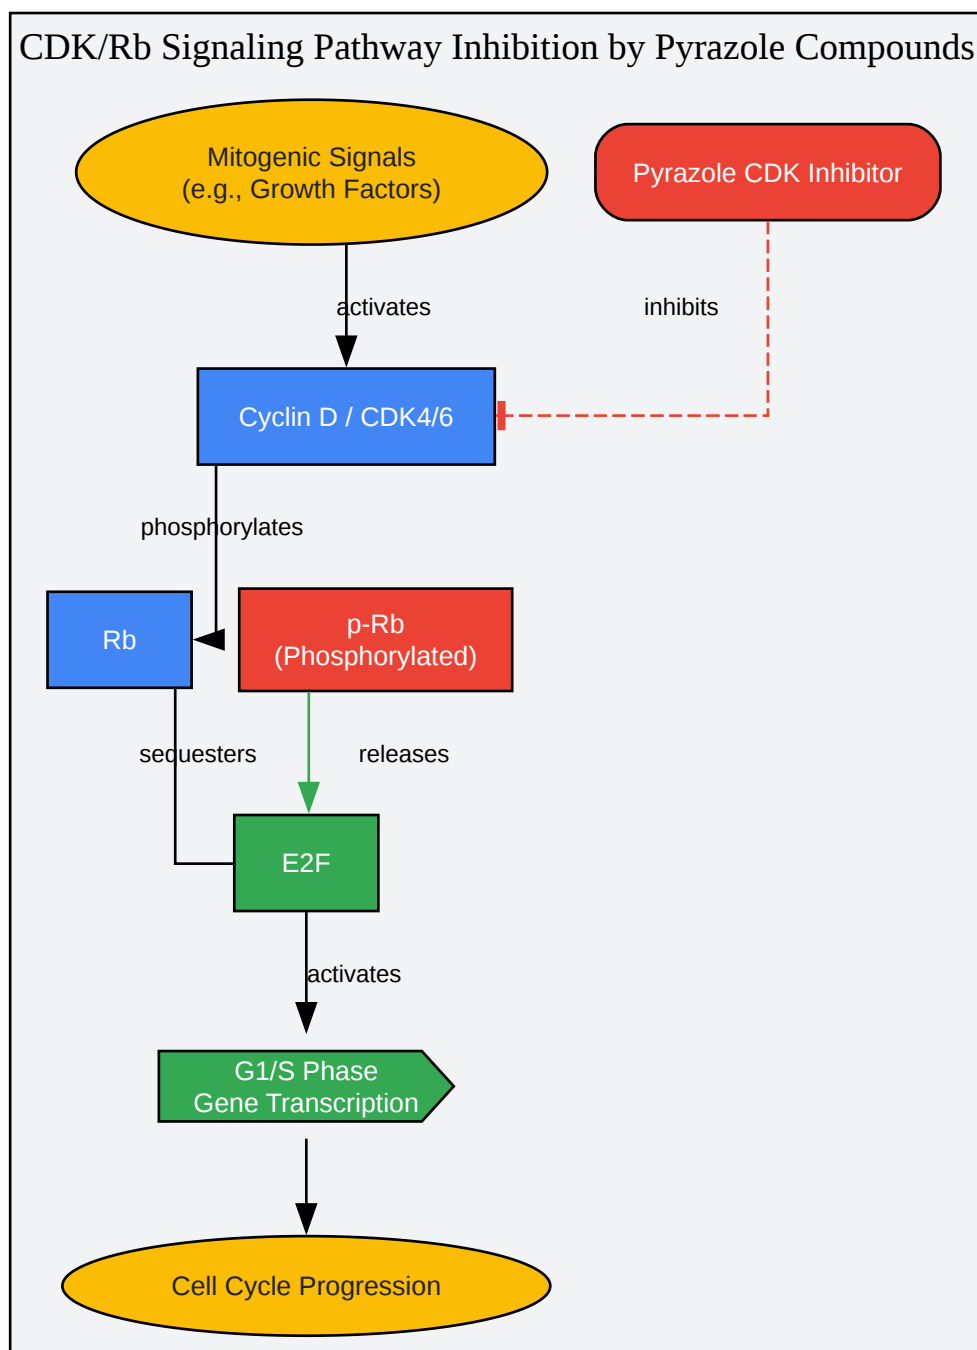 CDK/Rb Signaling Pathway Inhibition by Pyrazole Compounds
Mitogenic Signals
(e.g., Growth Factors)
Pyrazole CDK Inhibitor
activates
inhibits
Cyclin D / CDK4/6
phosphorylates
Rb
p-Rb
(Phosphorylated)
sequesters
releases
E2F
activates
G1/S Phase
Gene Transcription
Cell Cycle Progression